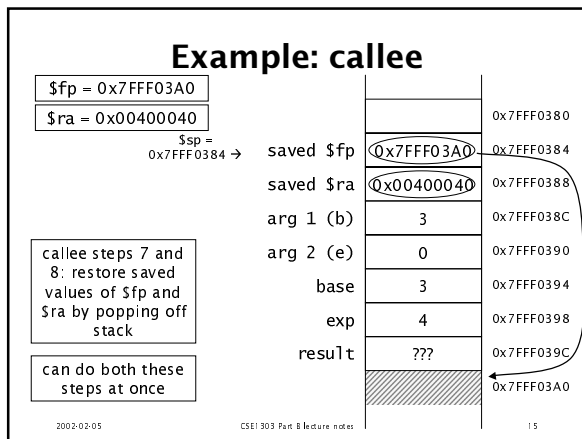 Example: callee
$fp = 0x7FFF03A0
$ra = 0x00400040
$sp =
0x7FFF0384 →
0x7FFF0380
saved $fp 0x7FFF03A0 0x7FFF0384
saved $ra 0x00400040 0x7FFF0388
arg 1 (b) 3 0x7FFF038C
arg 2 (e) 0 0x7FFF0390
base 3 0x7FFF0394
exp 4 0x7FFF0398
result ??? 0x7FFF039C
0x7FFF03A0
callee steps 7 and
8: restore saved
values of $fp and
$ra by popping off
stack
can do both these
steps at once
2002-02-05 CSE1303 Part B lecture notes 15